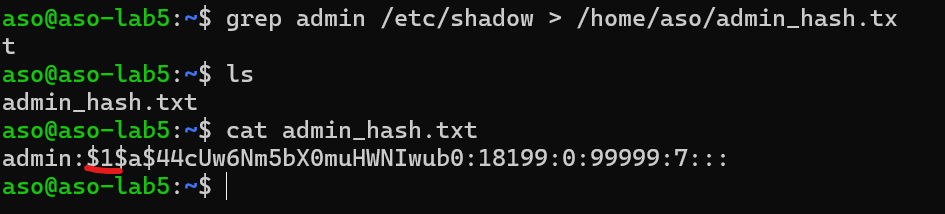 aso@aso-lab5:~$ grep admin /etc/shadow > /home/aso/admin_hash.tx
t
aso@aso-lab5:~$ ls
admin_hash.txt
aso@aso-lab5:~$ cat admin_hash.txt
admin:$1$a$44cUw6Nm5bX0muHWNIwub0:18199:0:99999:7:::
aso@aso-lab5:~$